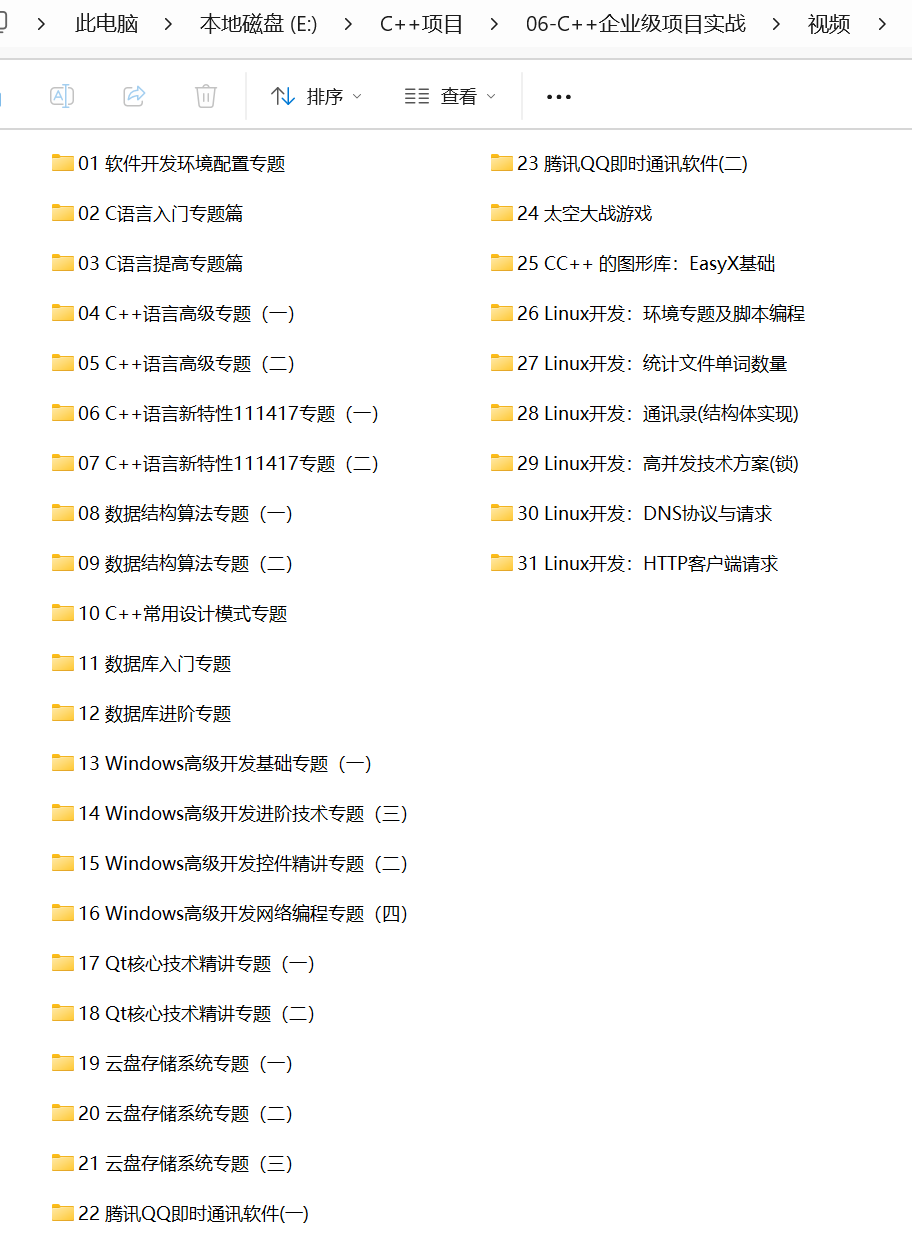 此电脑 > 本地磁盘 (E:) > C++项目 > 06-C++企业级项目实战 > 视频 >
排序 查看 ...
01 软件开发环境配置专题
02 C语言入门专题篇
03 C语言提高专题篇
04 C++语言高级专题（一）
05 C++语言高级专题（二）
06 C++语言新特性111417专题（一）
07 C++语言新特性111417专题（二）
08 数据结构算法专题（一）
09 数据结构算法专题（二）
10 C++常用设计模式专题
11 数据库入门专题
12 数据库进阶专题
13 Windows高级开发基础专题（一）
14 Windows高级开发进阶技术专题（三）
15 Windows高级开发控件精讲专题（二）
16 Windows高级开发网络编程专题（四）
17 Qt核心技术精讲专题（一）
18 Qt核心技术精讲专题（二）
19 云盘存储系统专题（一）
20 云盘存储系统专题（二）
21 云盘存储系统专题（三）
22 腾讯QQ即时通讯软件(一)
23 腾讯QQ即时通讯软件(二)
24 太空大战游戏
25 CC++ 的图形库：EasyX基础
26 Linux开发：环境专题及脚本编程
27 Linux开发：统计文件单词数量
28 Linux开发：通讯录(结构体实现)
29 Linux开发：高并发技术方案(锁)
30 Linux开发：DNS协议与请求
31 Linux开发：HTTP客户端请求